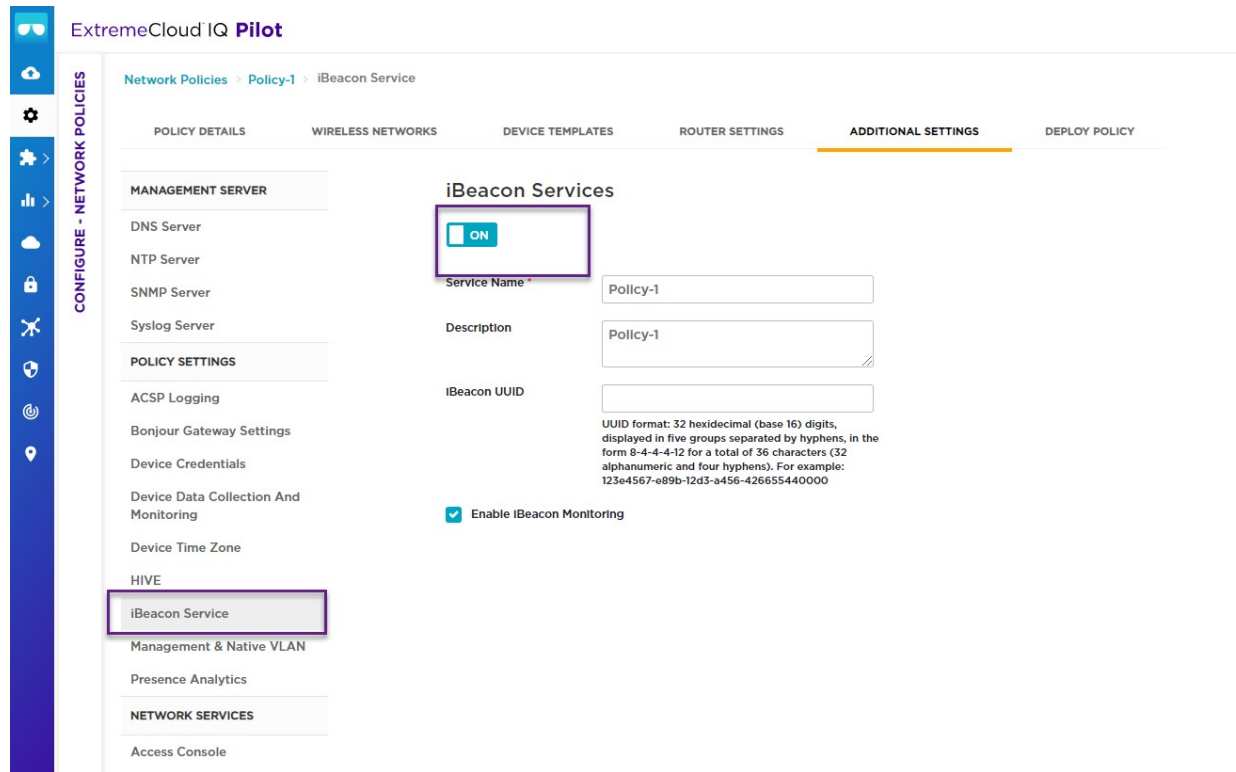 ExtremeCloud IQ Pilot
CONFIGURE - NETWORK POLICIES
Network Policies > Policy-1 > iBeacon Service
POLICY DETAILS WIRELESS NETWORKS DEVICE TEMPLATES ROUTER SETTINGS ADDITIONAL SETTINGS DEPLOY POLICY
MANAGEMENT SERVER
DNS Server
NTP Server
SNMP Server
Syslog Server
POLICY SETTINGS
ACSP Logging
Bonjour Gateway Settings
Device Credentials
Device Data Collection And
Monitoring
Device Time Zone
HIVE
iBeacon Service
Management & Native VLAN
Presence Analytics
NETWORK SERVICES
Access Console
iBeacon Services
ON
Service Name *
Policy-1
Description
Policy-1
iBeacon UUID
UUID format: 32 hexidecimal (base 16) digits,
displayed in five groups separated by hyphens, in the
form 8-4-4-4-12 for a total of 36 characters (32
alphanumeric and four hyphens). For example:
123e4567-e89b-12d3-a456-426655440000
Enable iBeacon Monitoring